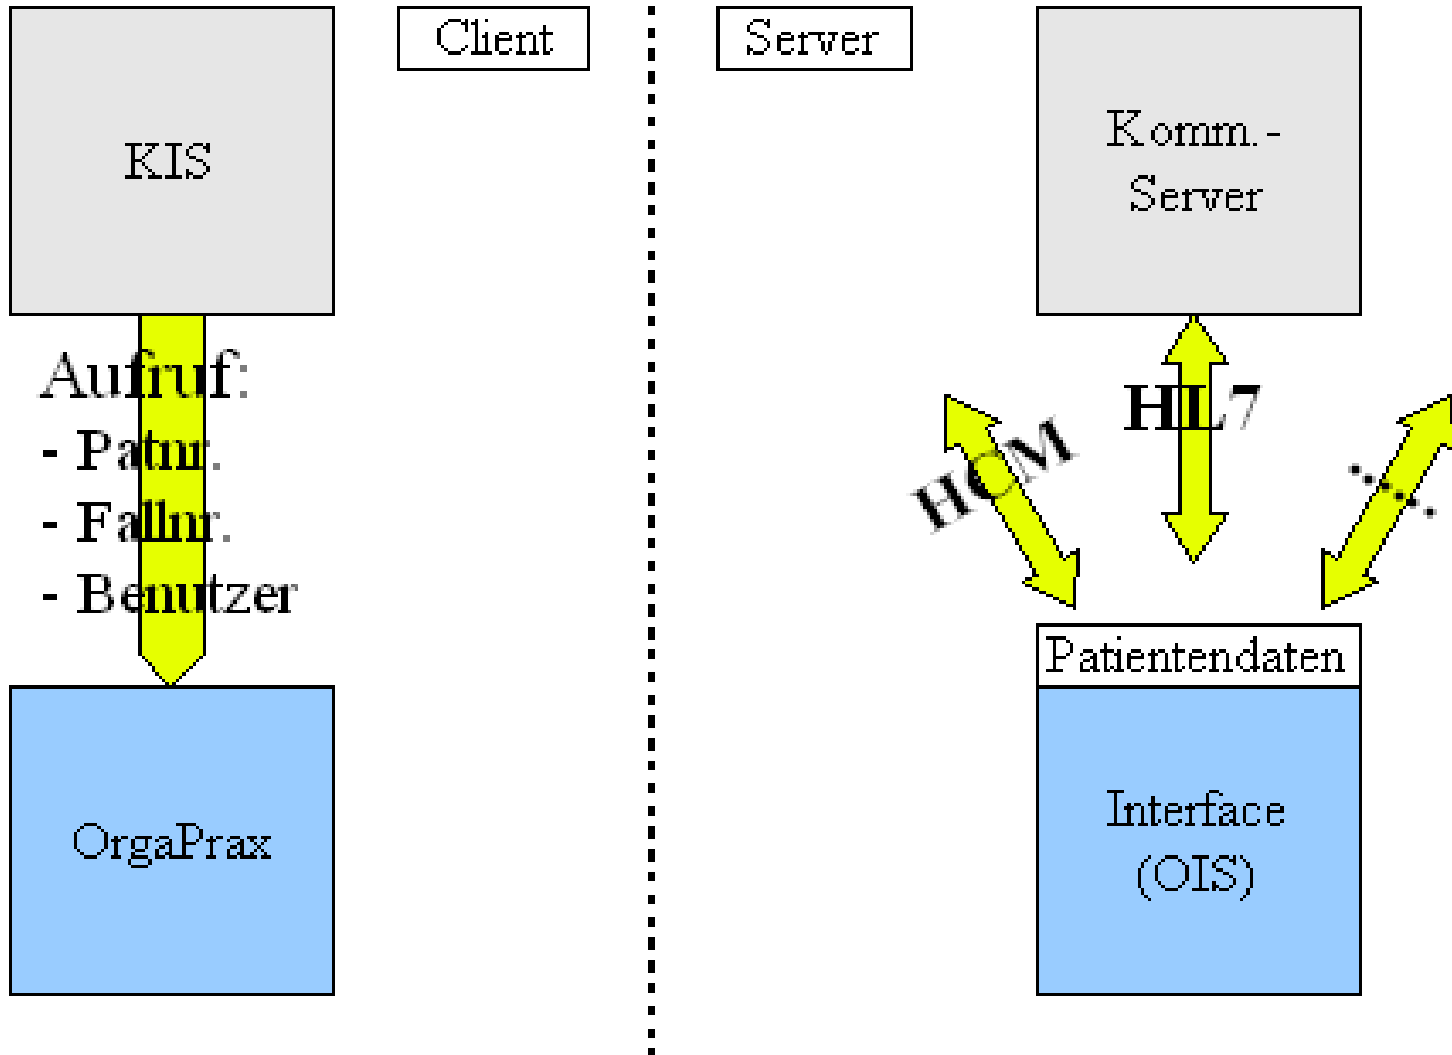 Client
Server
KIS
Komm.-
Server
Aufruf:
- Patnr.
- Fallnr.
- Benutzer
HCM
HL7
......
Patientendaten
OrgaPrax
Interface
(OIS)